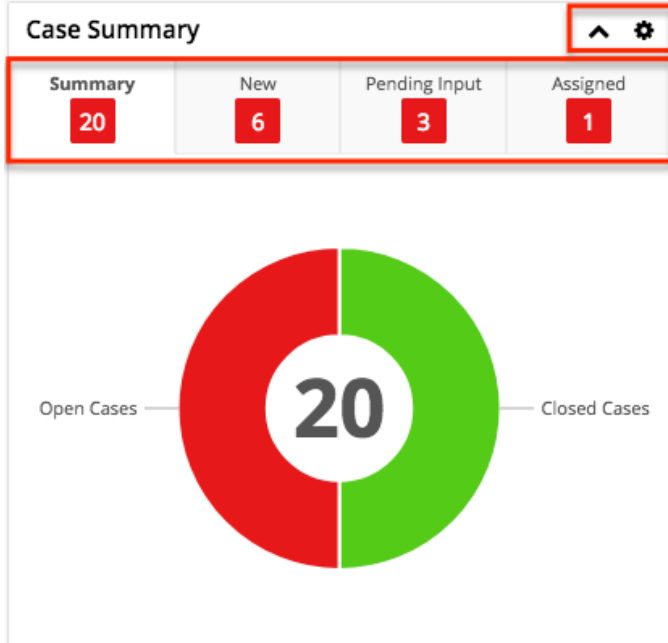 Case Summary
Summary New Pending Input Assigned
20 6 3 1
Open Cases 20 Closed Cases